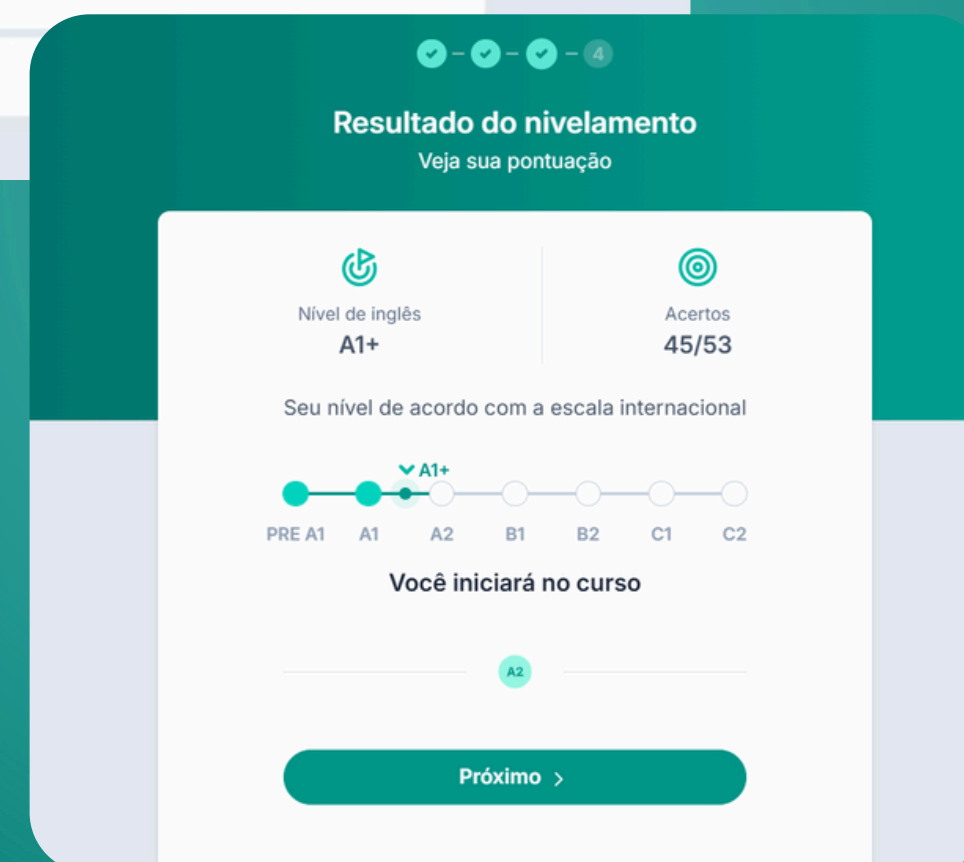 4
Resultado do nivelamento
Veja sua pontuação
Nível de inglês
A1+
Acertos
45/53
Seu nível de acordo com a escala internacional
A1+
PRE A1 A1 A2 B1 B2 C1 C2
Você iniciará no curso
A2
Próximo >